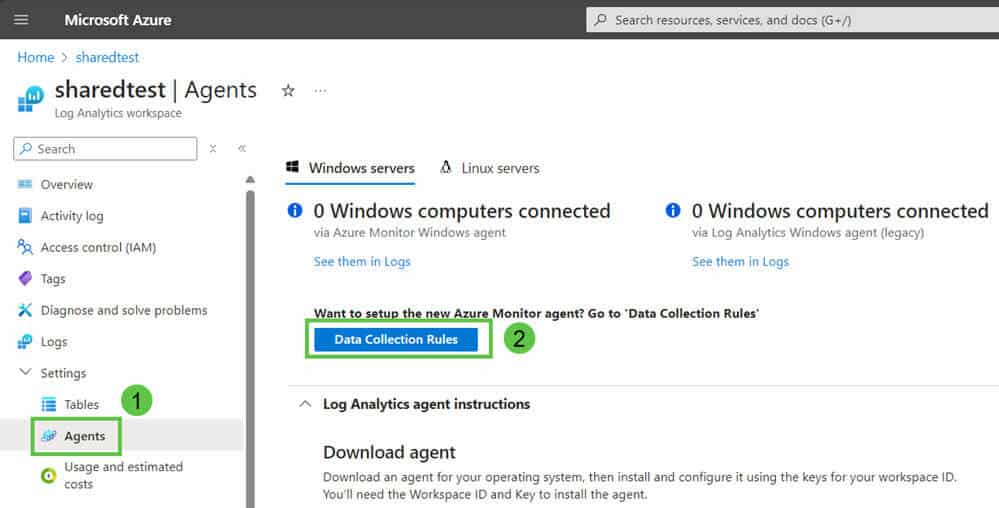 Microsoft Azure
Search resources, services, and docs (G+/)
Home > sharedtest
sharedtest | Agents
...
Log Analytics workspace
Search
Overview
Activity log
Access control (IAM)
Tags
Diagnose and solve problems
Logs
Settings
Tables
1
Agents
Usage and estimated
costs
Windows servers
Linux servers
0 Windows computers connected
via Azure Monitor Windows agent
See them in Logs
0 Windows computers connected
via Log Analytics Windows agent (legacy)
See them in Logs
Want to setup the new Azure Monitor agent? Go to 'Data Collection Rules'
Data Collection Rules
2
Log Analytics agent instructions
Download agent
Download an agent for your operating system, then install and configure it using the keys for your workspace ID.
You'll need the Workspace ID and Key to install the agent.